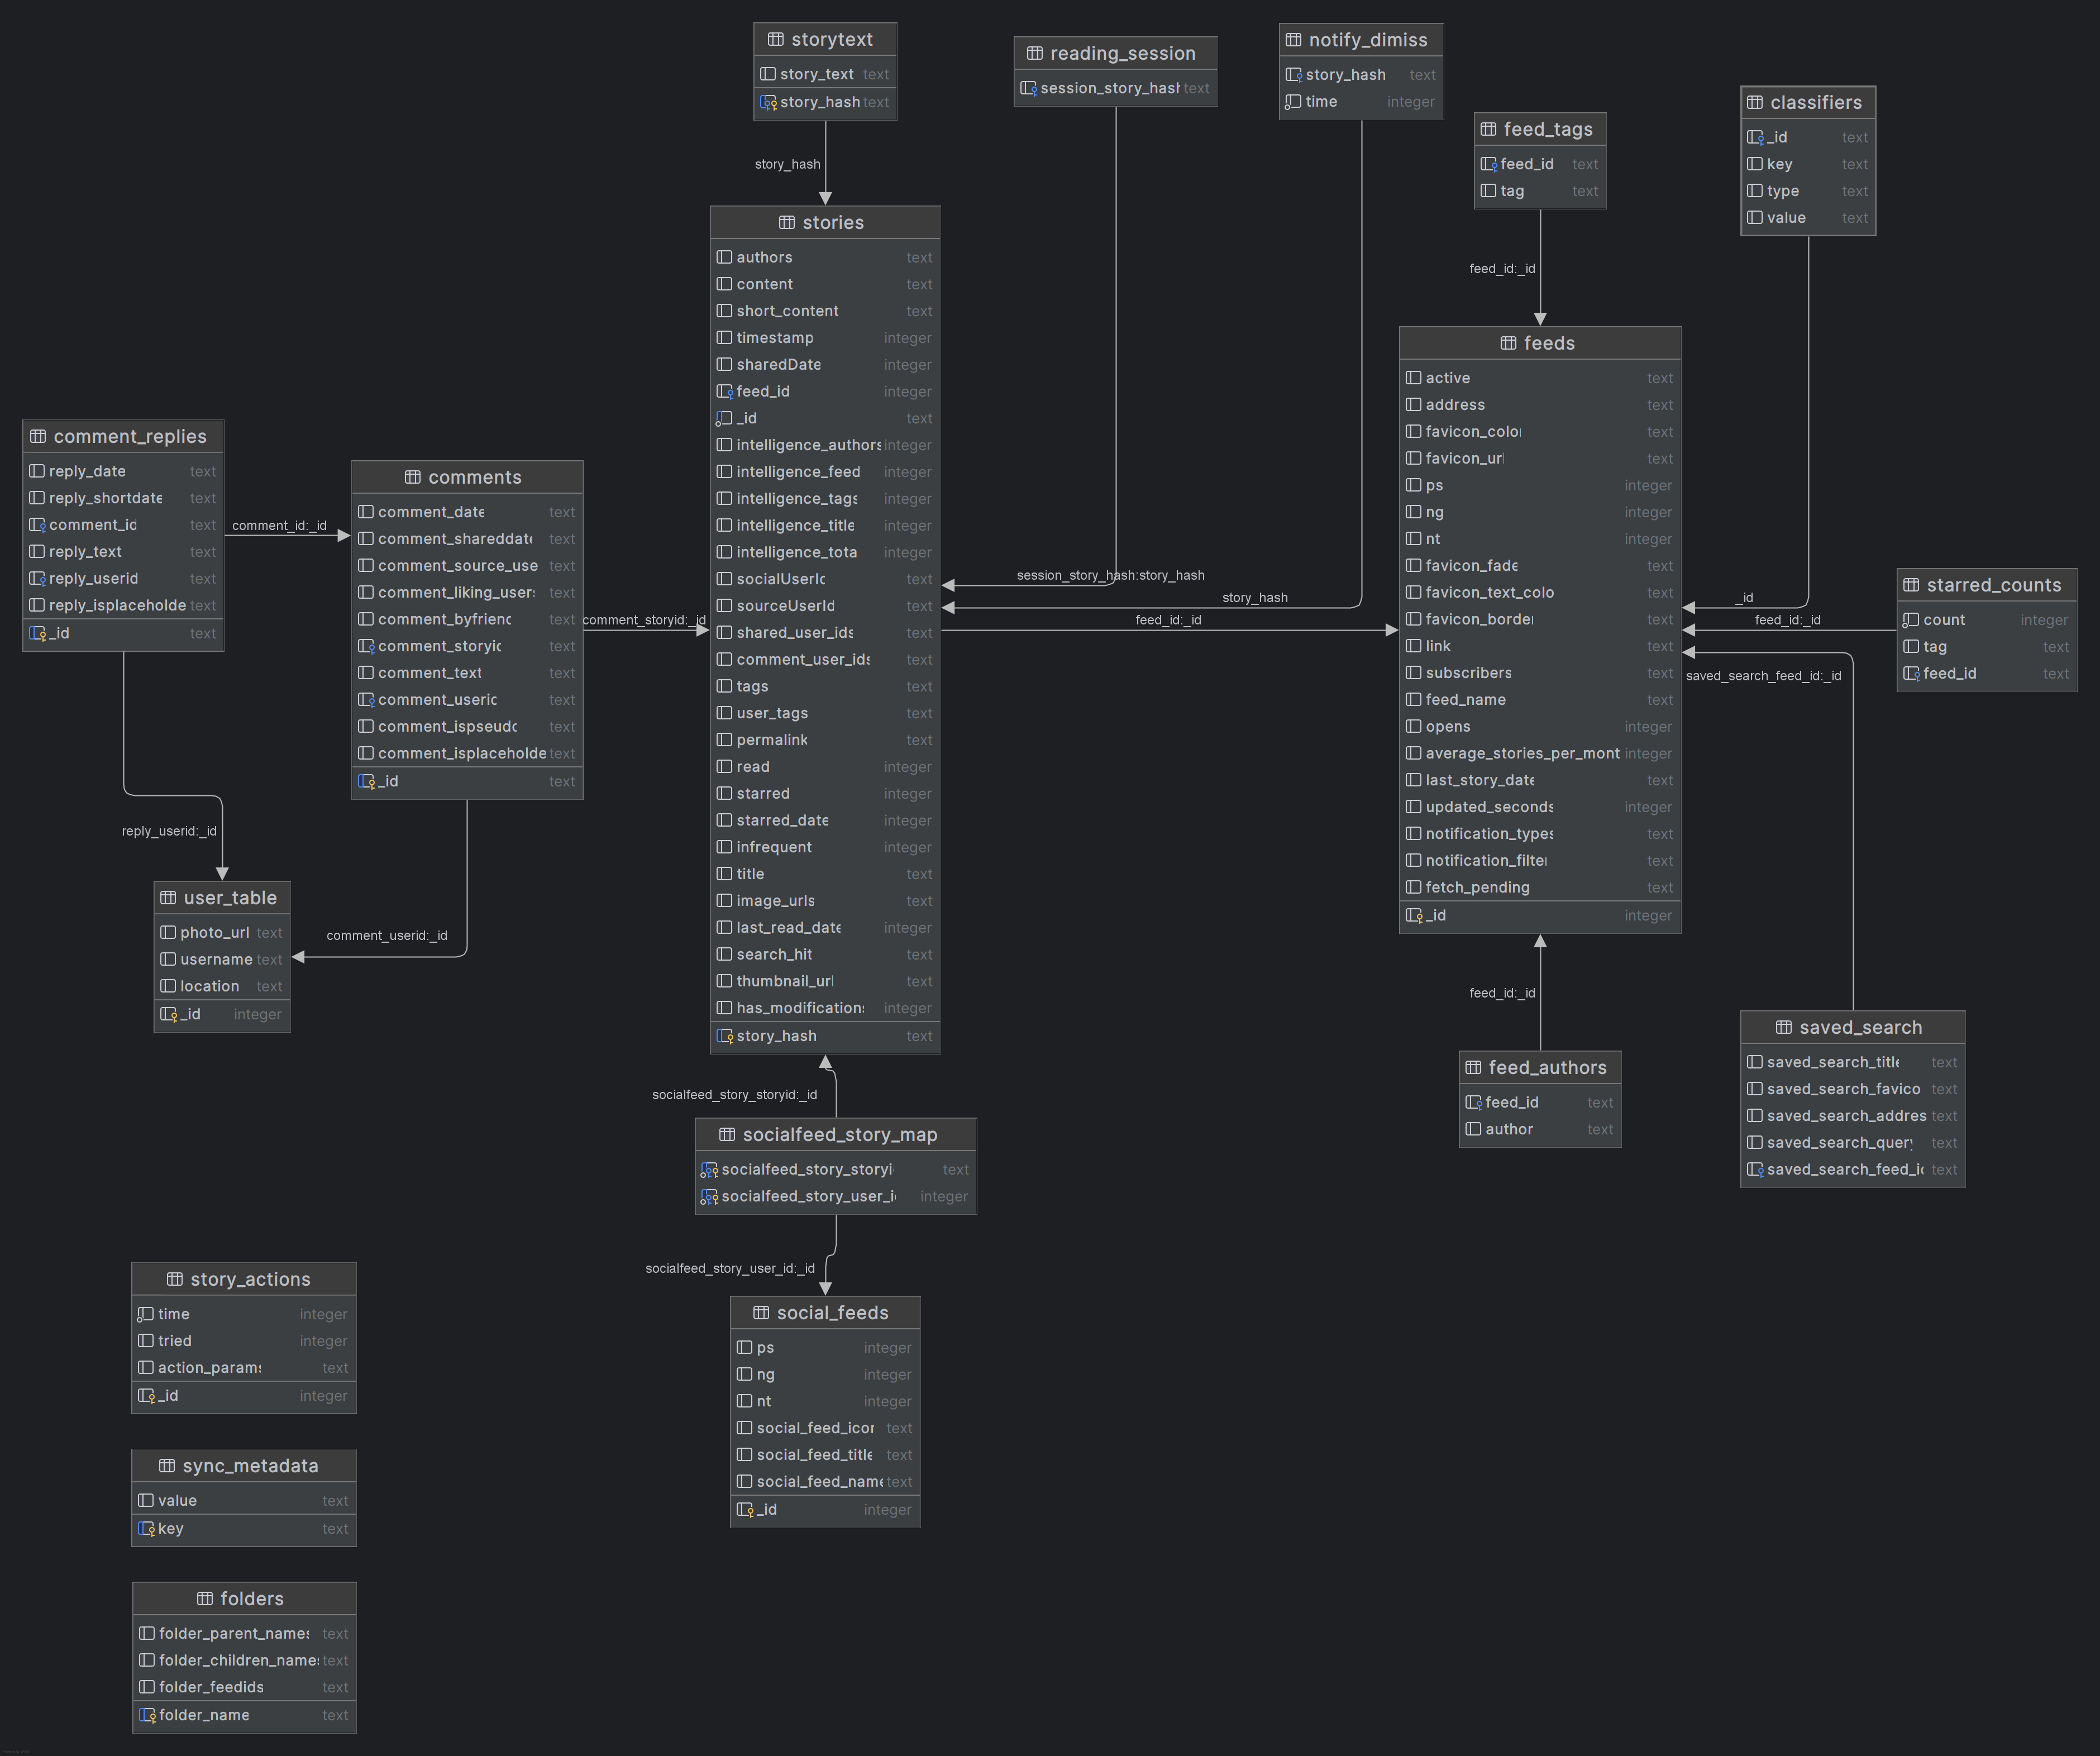 storytext
story_text text
story_hash text
story_hash
reading_session
session_story_hash text
session_story_hash:story_hash
notify_dimiss
story_hash text
time integer
story_hash
feed_tags
feed_id text
tag text
feed_id:_id
classifiers
_id text
key text
type text
value text
_id
stories
authors text
content text
short_content text
timestamp integer
sharedDate integer
feed_id integer
_id text
intelligence_authors integer
intelligence_feed integer
intelligence_tags integer
intelligence_title integer
intelligence_tota integer
socialUserId text
sourceUserId text
shared_user_ids text
comment_user_ids text
tags text
user_tags text
permalink text
read integer
starred integer
starred_date integer
infrequent integer
title text
image_urls text
last_read_date integer
search_hit text
thumbnail_url text
has_modifications integer
story_hash text
feed_id:_id
feeds
active text
address text
favicon_color text
favicon_url text
ps integer
ng integer
nt integer
favicon_fade text
favicon_text_colo text
favicon_border text
link text
subscribers text
feed_name text
opens integer
average_stories_per_mont integer
last_story_date text
updated_seconds integer
notification_types text
notification_filter text
fetch_pending text
_id integer
starred_counts
count integer
tag text
feed_id text
feed_id:_id
saved_search_feed_id:_id
saved_search
saved_search_title text
saved_search_favico text
saved_search_addres text
saved_search_query text
saved_search_feed_id text
feed_id:_id
feed_authors
feed_id text
author text
comment_replies
reply_date text
reply_shortdate text
comment_id text
reply_text text
reply_userid text
reply_isplaceholde text
_id text
comment_id:_id
comments
comment_date text
comment_shareddate text
comment_source_use text
comment_liking_users text
comment_byfriend text
comment_storyid text
comment_text text
comment_userid text
comment_ispseudo text
comment_isplaceholde text
_id text
comment_storyid:_id
reply_userid:_id
comment_userid:_id
user_table
photo_url text
username text
location text
_id integer
socialfeed_story_storyid:_id
socialfeed_story_map
socialfeed_story_storyi text
socialfeed_story_user_i integer
socialfeed_story_user_id:_id
social_feeds
ps integer
ng integer
nt integer
social_feed_icon text
social_feed_title text
social_feed_name text
_id integer
story_actions
time integer
tried integer
action_params text
_id integer
sync_metadata
value text
key text
folders
folder_parent_names text
folder_children_names text
folder_feedids text
folder_name text